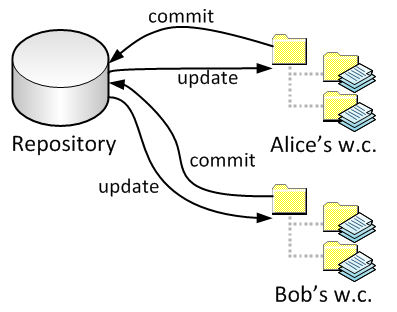 commit
update
Repository
Alice's w.c.
commit
update
Bob's w.c.